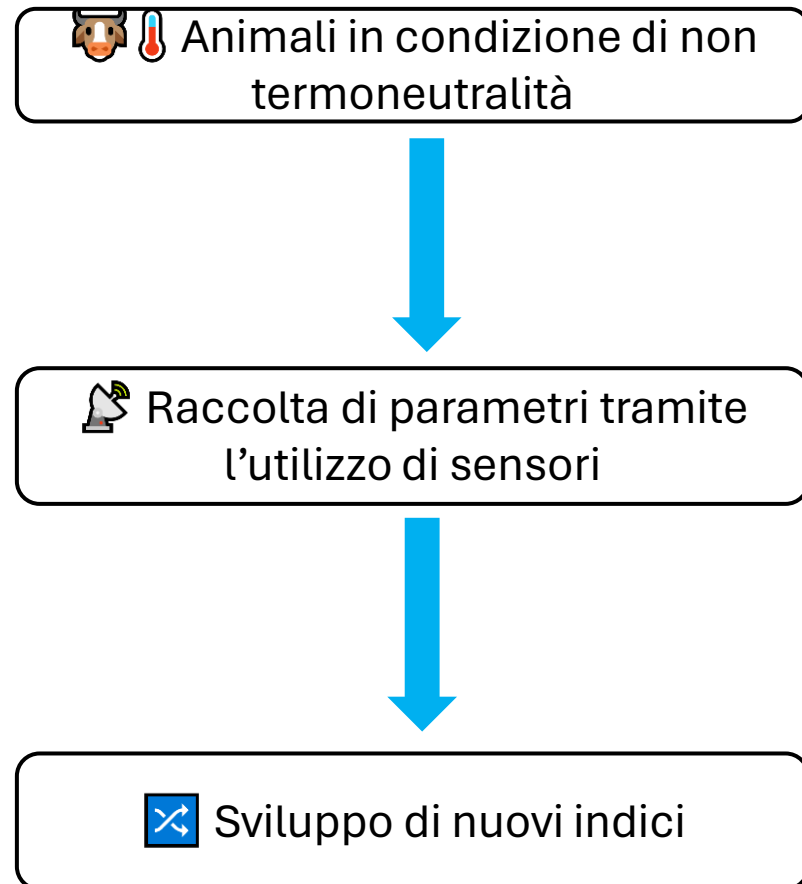 🐮🌡️ Animali in condizione di non
termoneutralità
📡 Raccolta di parametri tramite
l’utilizzo di sensori
🔀 Sviluppo di nuovi indici